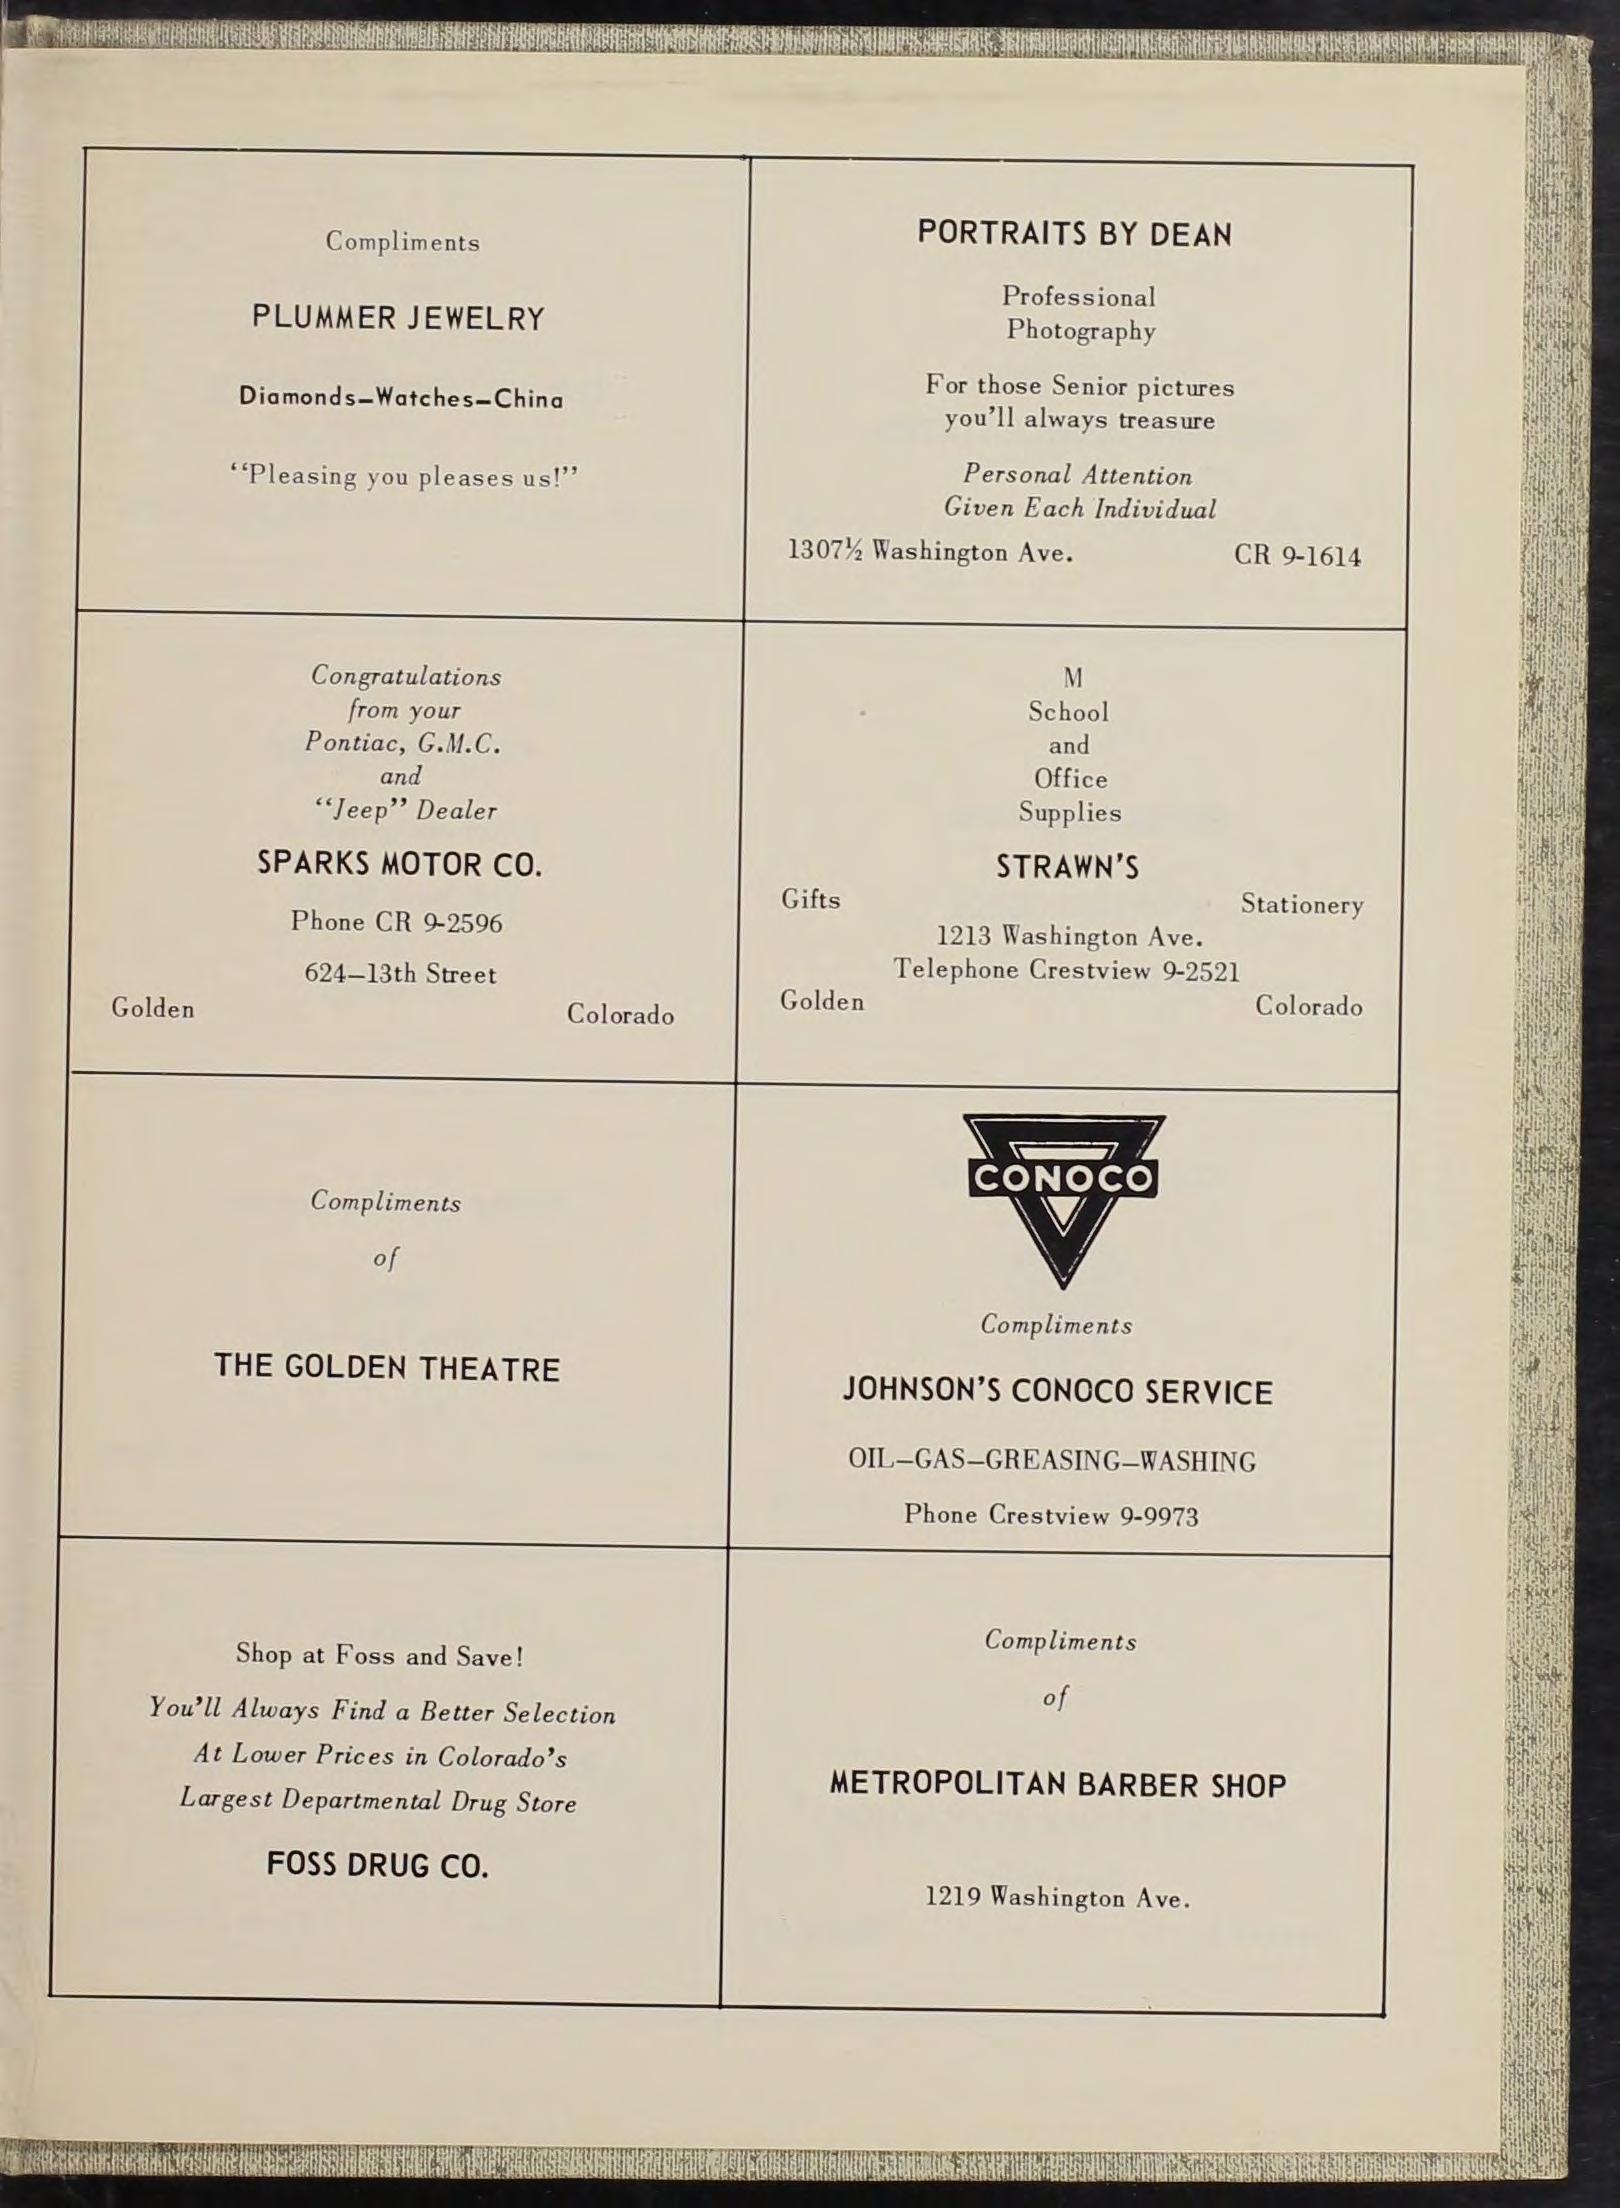 Compliments
PLUMMER JEWELRY
Diamonds—Watches—China
“Pleasing you pleases us!”
PORTRAITS BY DEAN
Professional
Photography
For those Senior pictures
you’ll always treasure
Personal Attention
Given Each Individual
1307½ Washington Ave. CR 9-1614
Congratulations
from your
Pontiac, G.M.C.
and
“Jeep” Dealer
SPARKS MOTOR CO.
Phone CR 9-2596
624—13th Street
Golden Colorado
M
School
and
Office
Supplies
STRAWN’S
Gifts Stationery
1213 Washington Ave.
Telephone Crestview 9-2521
Golden Colorado
Compliments
of
THE GOLDEN THEATRE
CONOCO
Compliments
JOHNSON’S CONOCO SERVICE
OIL—GAS—GREASING—WASHING
Phone Crestview 9-9973
Shop at Foss and Save!
You’ll Always Find a Better Selection
At Lower Prices in Colorado’s
Largest Departmental Drug Store
FOSS DRUG CO.
Compliments
of
METROPOLITAN BARBER SHOP
1219 Washington Ave.